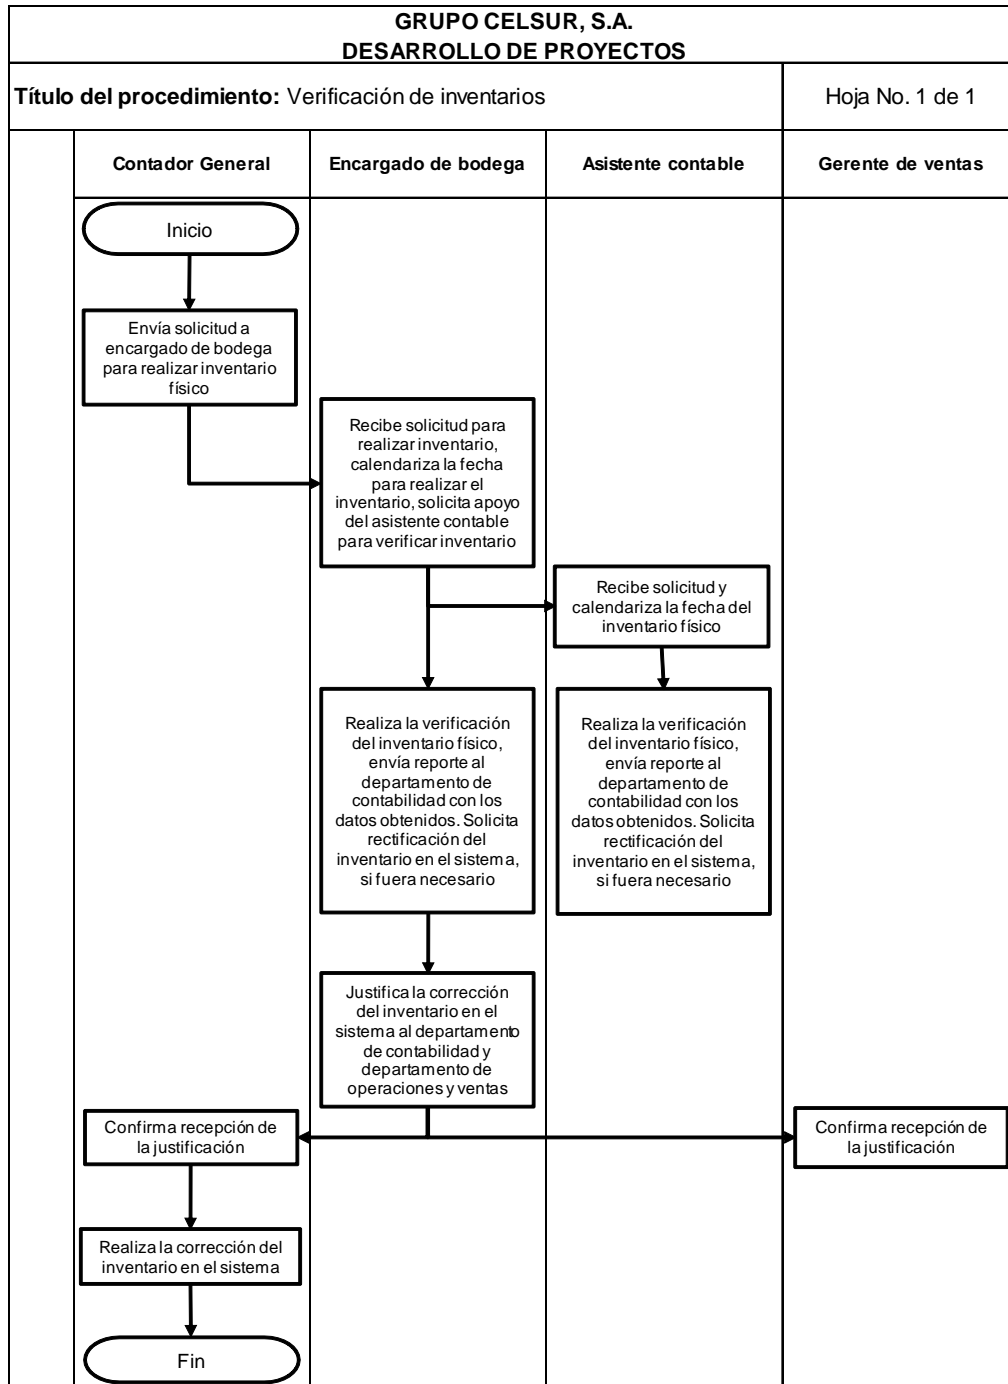 GRUPO CELSUR, S.A.
DESARROLLO DE PROYECTOS
Título del procedimiento: Verificación de inventarios
Hoja No. 1 de 1
Contador General
Encargado de bodega
Asistente contable
Gerente de ventas
Inicio
Envía solicitud a
encargado de bodega
para realizar inventario
físico
Recibe solicitud para
realizar inventario,
calendariza la fecha
para realizar el
inventario, solicita apoyo
del asistente contable
para verificar inventario
Recibe solicitud y
calendariza la fecha del
inventario físico
Realiza la verificación
del inventario físico,
envía reporte al
departamento de
contabilidad con los
datos obtenidos. Solicita
rectificación del
inventario en el sistema,
si fuera necesario
Realiza la verificación
del inventario físico,
envía reporte al
departamento de
contabilidad con los
datos obtenidos. Solicita
rectificación del
inventario en el sistema,
si fuera necesario
Justifica la corrección
del inventario en el
sistema al departamento
de contabilidad y
departamento de
operaciones y ventas
Confirma recepción de
la justificación
Confirma recepción de
la justificación
Realiza la corrección del
inventario en el sistema
Fin